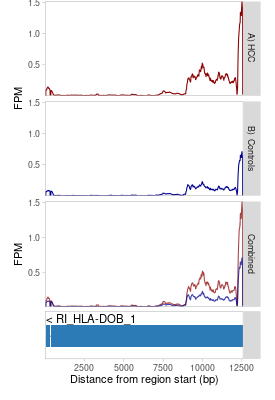 1.5
1.0
0.5
FPM
A) HCC
1.5
1.0
0.5
B) Controls
1.5
1.0
0.5
FPM
Combined
< RI_HLA-DOB_1
2500 5000 7500 10000 12500
Distance from region start (bp)